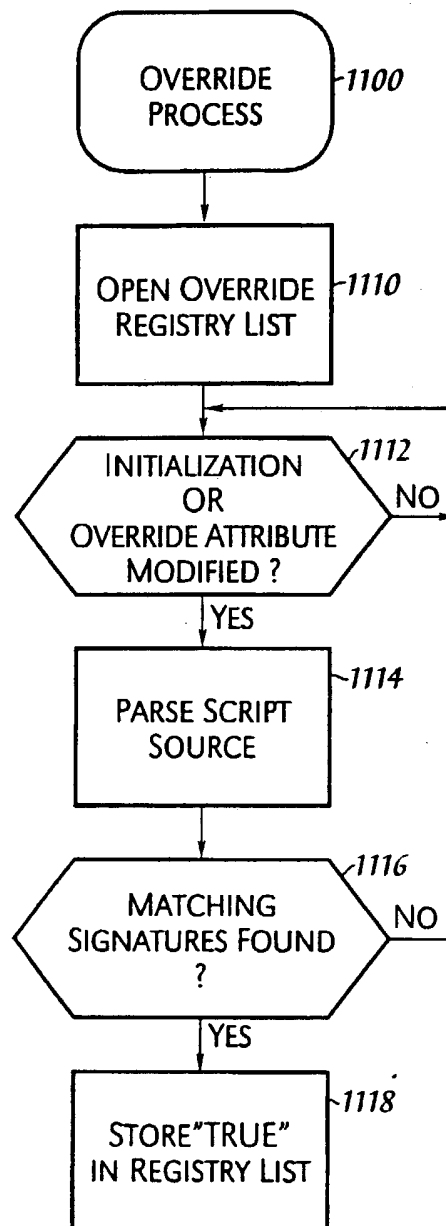 OVERRIDE
PROCESS
1100
OPEN OVERRIDE
REGISTRY LIST
1110
INITIALIZATION
OR
OVERRIDE ATTRIBUTE
MODIFIED ?
1112
NO
YES
PARSE SCRIPT
SOURCE
1114
MATCHING
SIGNATURES FOUND
?
1116
NO
YES
STORE"TRUE"
IN REGISTRY LIST
1118